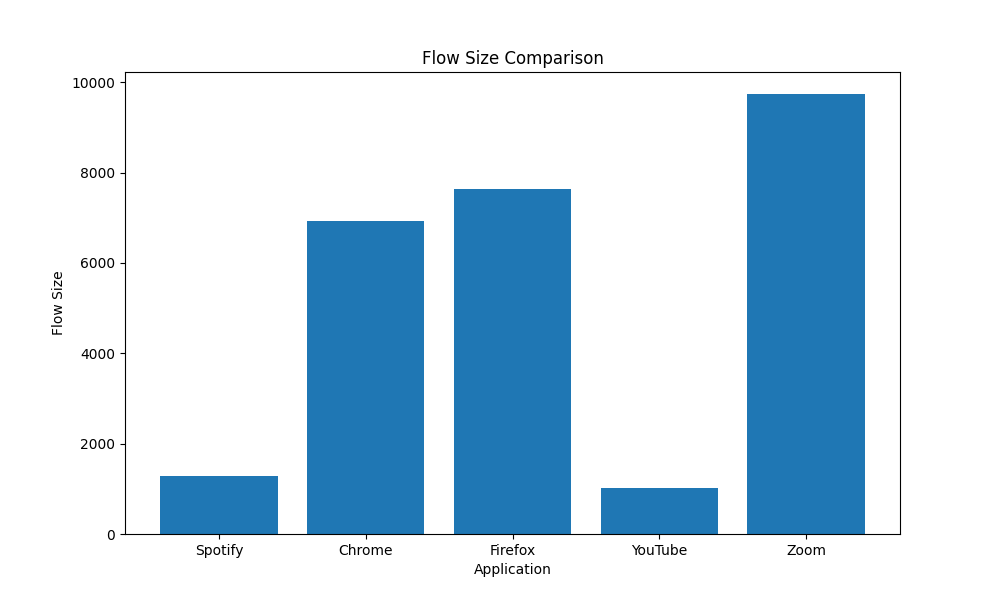 Flow Size Comparison
10000
8000
6000
4000
2000
0
Flow Size
Spotify
Chrome
Firefox
YouTube
Zoom
Application